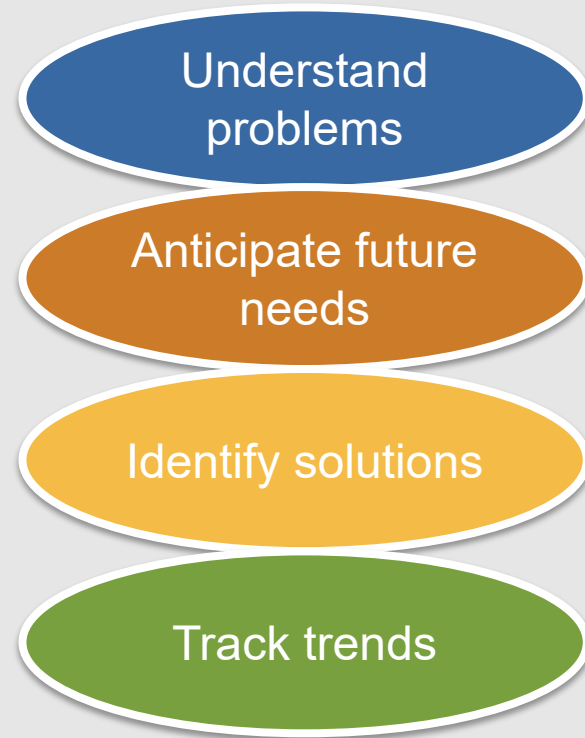 Understand
problems
Anticipate future
needs
Identify solutions
Track trends